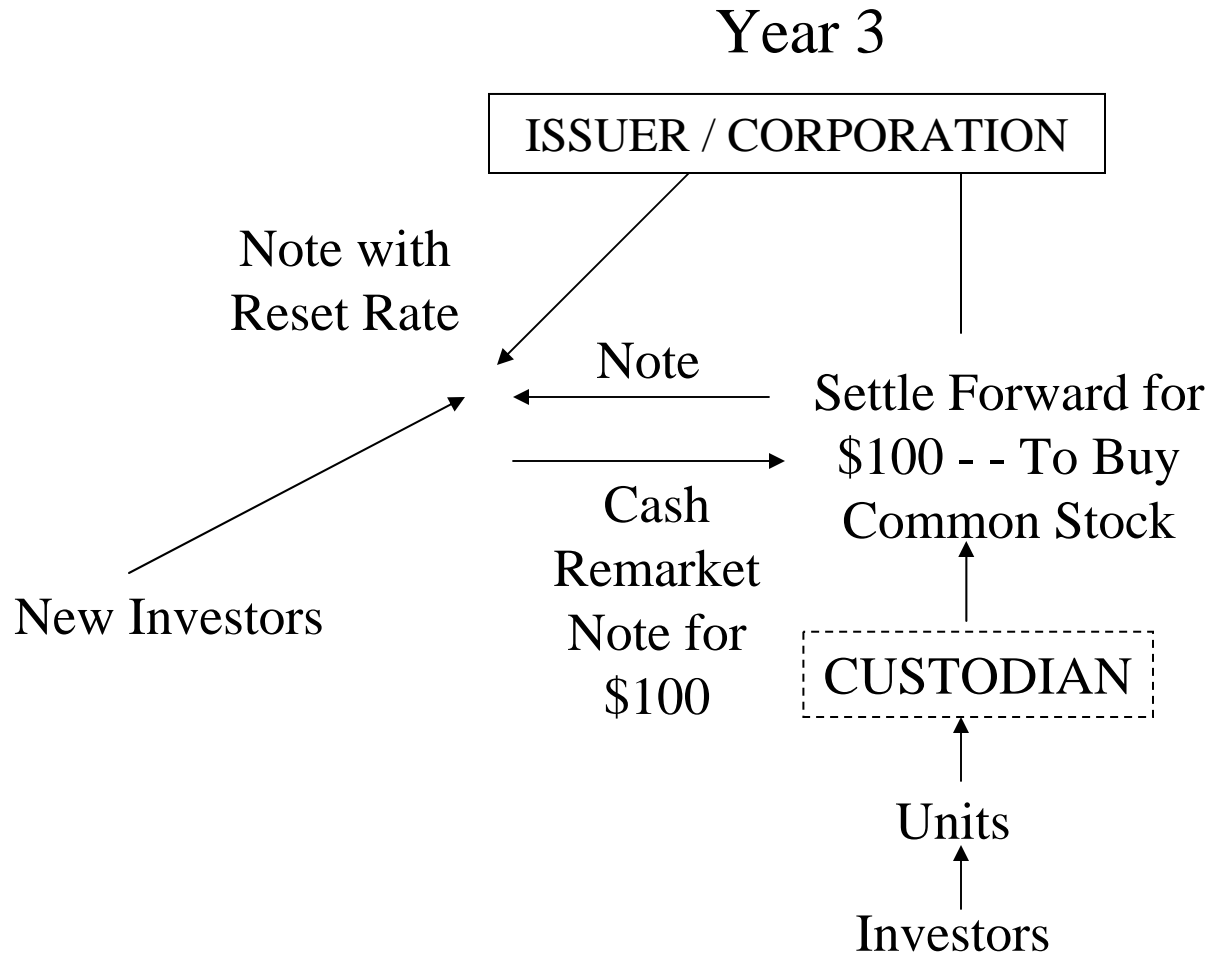 Year 3
ISSUER / CORPORATION
Note with
Reset Rate
Note
Settle Forward for
$100 - - To Buy
Common Stock
Cash
Remarket
Note for
$100
New Investors
CUSTODIAN
Units
Investors